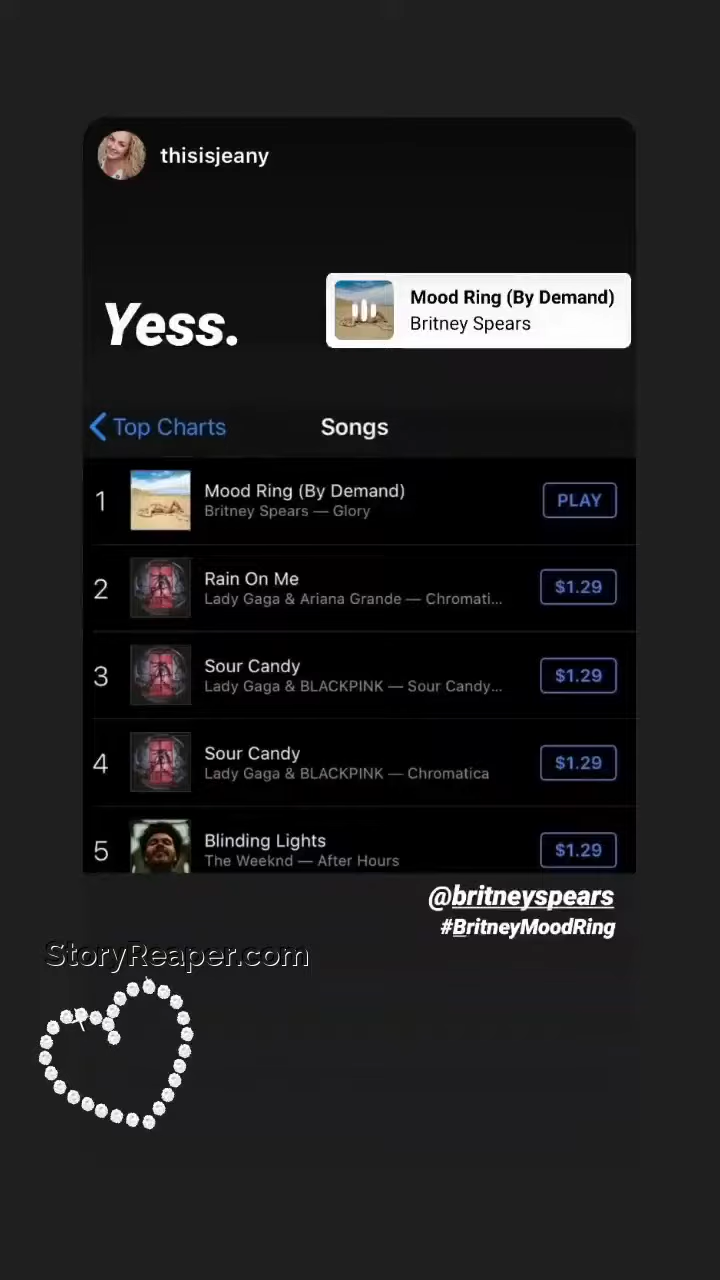 thisisjeany
Yess.
Mood Ring (By Demand)
Britney Spears
Top Charts
Songs
1
Mood Ring (By Demand)
Britney Spears — Glory
PLAY
2
Rain On Me
Lady Gaga & Ariana Grande — Chromati...
$1.29
3
Sour Candy
Lady Gaga & BLACKPINK — Sour Candy...
$1.29
4
Sour Candy
Lady Gaga & BLACKPINK — Chromatica
$1.29
5
Blinding Lights
The Weeknd — After Hours
$1.29
@britneyspears
#BritneyMoodRing
StoryReaper.com